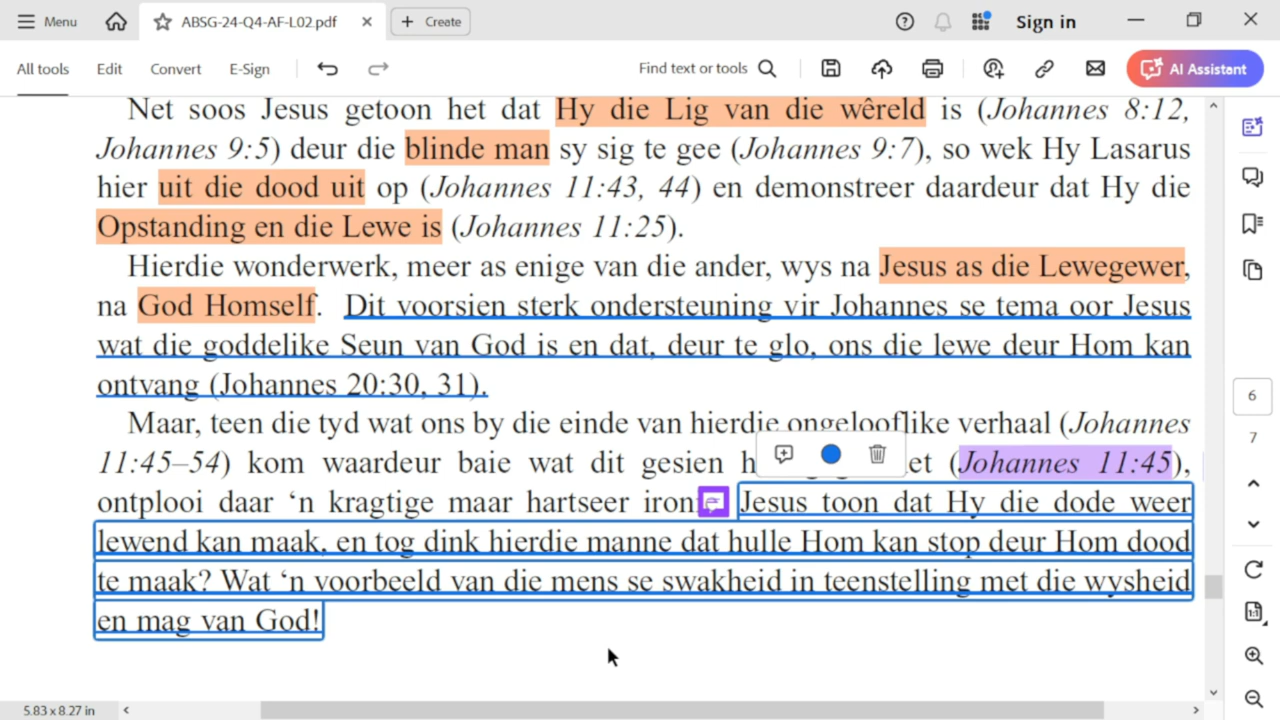 Menu
ABSG-24-Q4-AF-L02.pdf
Create
Sign in
All tools
Edit
Convert
E-Sign
Find text or tools
AI Assistant
Net soos Jesus getoon het dat Hy die Lig van die wêreld is (Johannes 8:12,
Johannes 9:5) deur die blinde man sy sig te gee (Johannes 9:7), so wek Hy Lasarus
hier uit die dood uit op (Johannes 11:43, 44) en demonstreer daardeur dat Hy die
Opstanding en die Lewe is (Johannes 11:25).
Hierdie wonderwerk, meer as enige van die ander, wys na Jesus as die Lewegewer,
na God Homself. Dit voorsien sterk ondersteuning vir Johannes se tema oor Jesus
wat die goddelike Seun van God is en dat, deur te glo, ons die lewe deur Hom kan
ontvang (Johannes 20:30, 31).
Maar, teen die tyd wat ons by die einde van hierdie ongelooflike verhaal (Johannes
11:45–54) kom waardeur baie wat dit gesien (Johannes 11:45),
ontplooi daar ‘n kragtige maar hartseer Jesus toon dat Hy die dode weer
lewend kan maak, en tog dink hierdie manne dat hulle Hom kan stop deur Hom dood
te maak? Wat ‘n voorbeeld van die mens se swakheid in teenstelling met die wysheid
en mag van God!
6
7
5.83 x 8.27 in